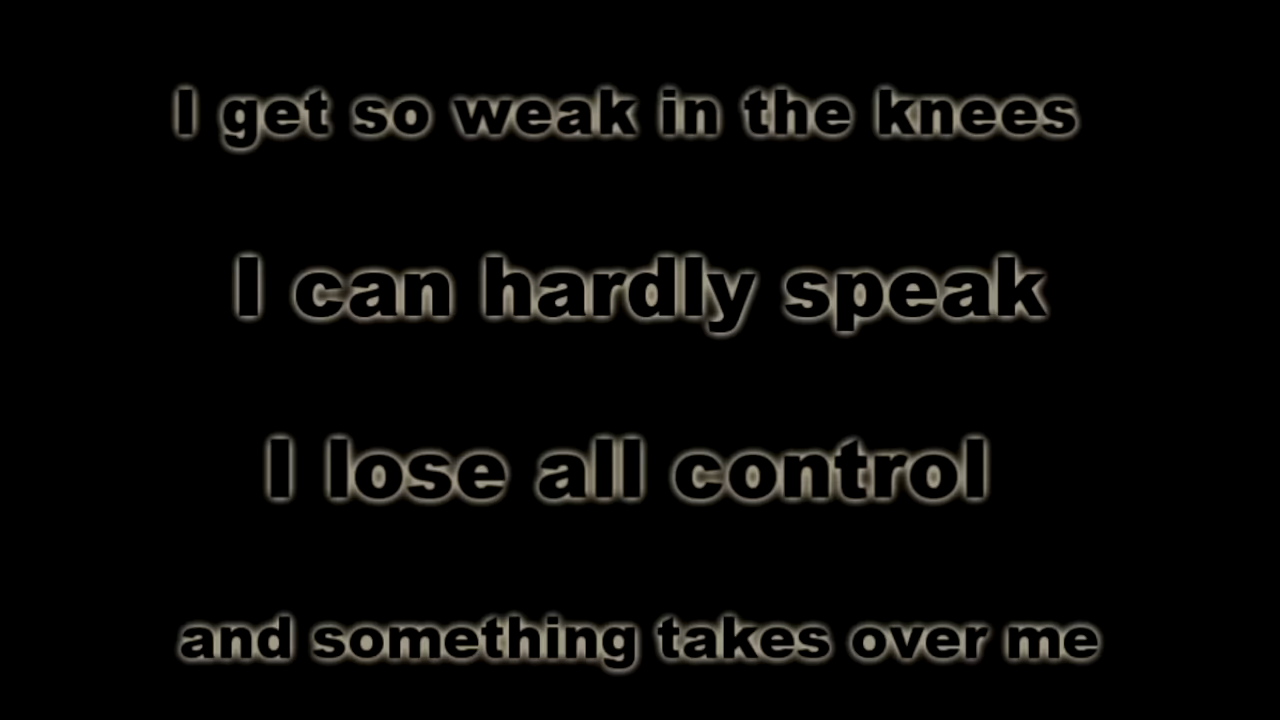 I get so weak in the knees
I can hardly speak
I lose all control
and something takes over me